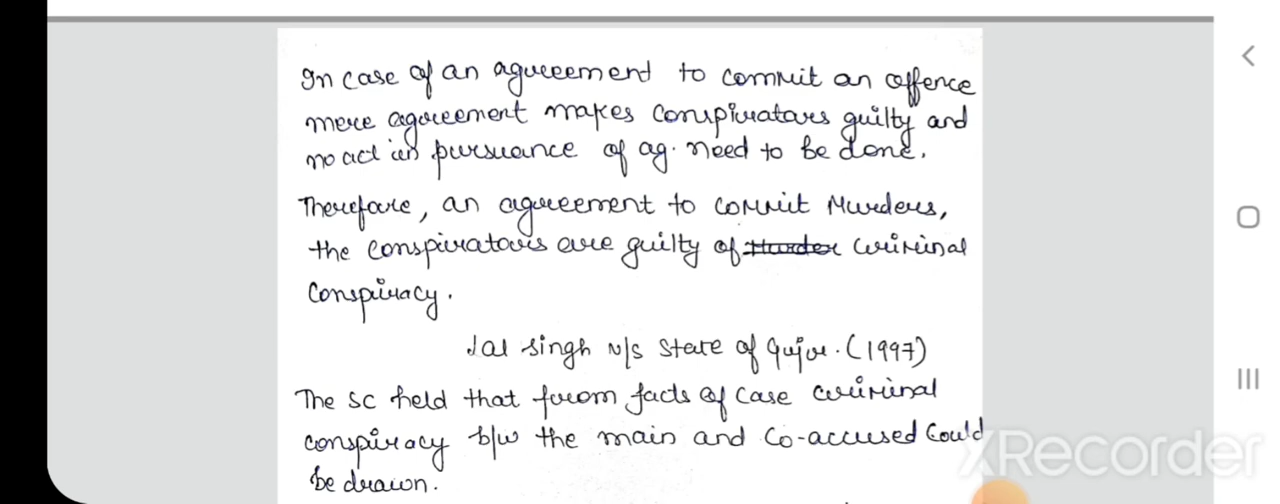 In case of an agreement to commit an offence
mere agreement makes conspirators guilty and
no act in pursuance of ag. need to be done.
Therefore, an agreement to commit Murders,
the conspirators are guilty of Murder criminal
conspiracy.
Lal Singh v/s State of Gujar. (1997)
The SC held that from facts of case criminal
conspiracy b/w the main and co-accused could
be drawn.
XRecorder